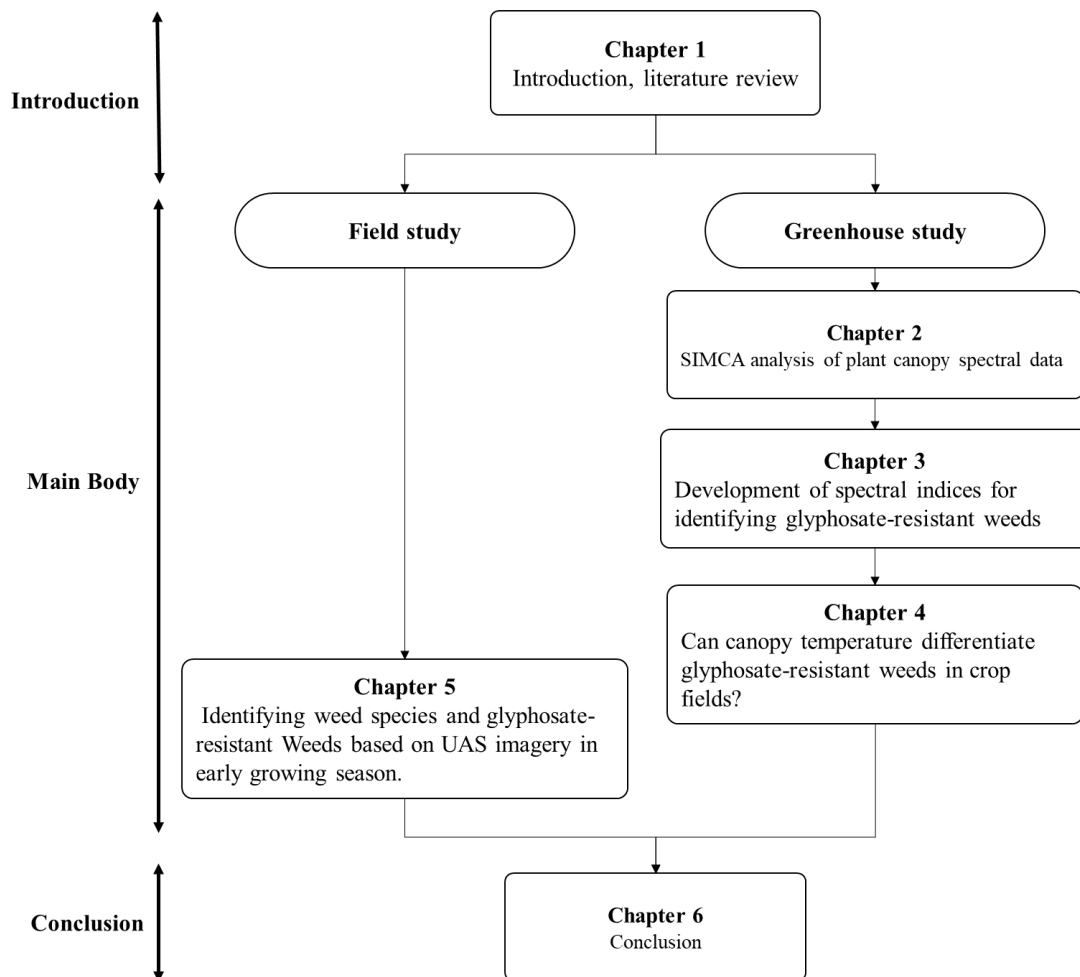 Chapter 1
Introduction, literature review
Introduction
Field study
Greenhouse study
Chapter 2
SIMCA analysis of plant canopy spectral data
Chapter 3
Development of spectral indices for
identifying glyphosate-resistant weeds
Main Body
Chapter 4
Can canopy temperature differentiate
glyphosate-resistant weeds in crop
fields?
Chapter 5
Identifying weed species and glyphosate-
resistant Weeds based on UAS imagery in
early growing season.
Conclusion
Chapter 6
Conclusion